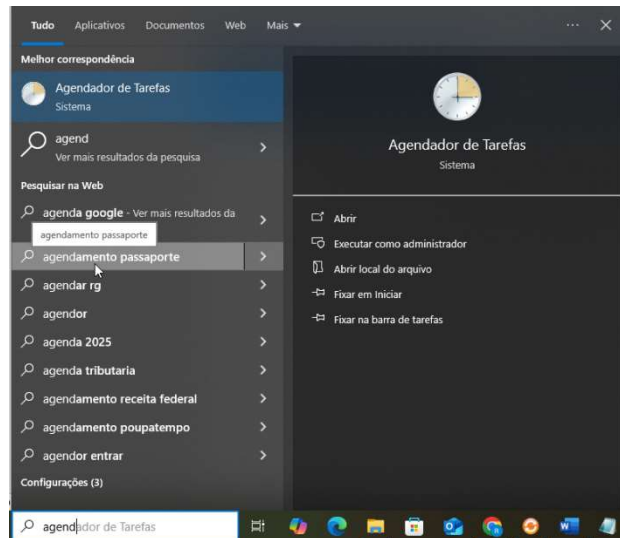 Tudo Aplicativos Documentos Web Mais
Melhor correspondência
Agendador de Tarefas
Sistema
agend
Ver mais resultados da pesquisa
Pesquisar na Web
agenda google - Ver mais resultados da
agendamento passaporte
agendamento passaporte
agendar rg
agendor
agenda 2025
agenda tributaria
agendamento receita federal
agendamento poupatempo
agendor entrar
Configurações (3)
agendador de Tarefas
Agendador de Tarefas
Sistema
Abrir
Executar como administrador
Abrir local do arquivo
Fixar em Iniciar
Fixar na barra de tarefas